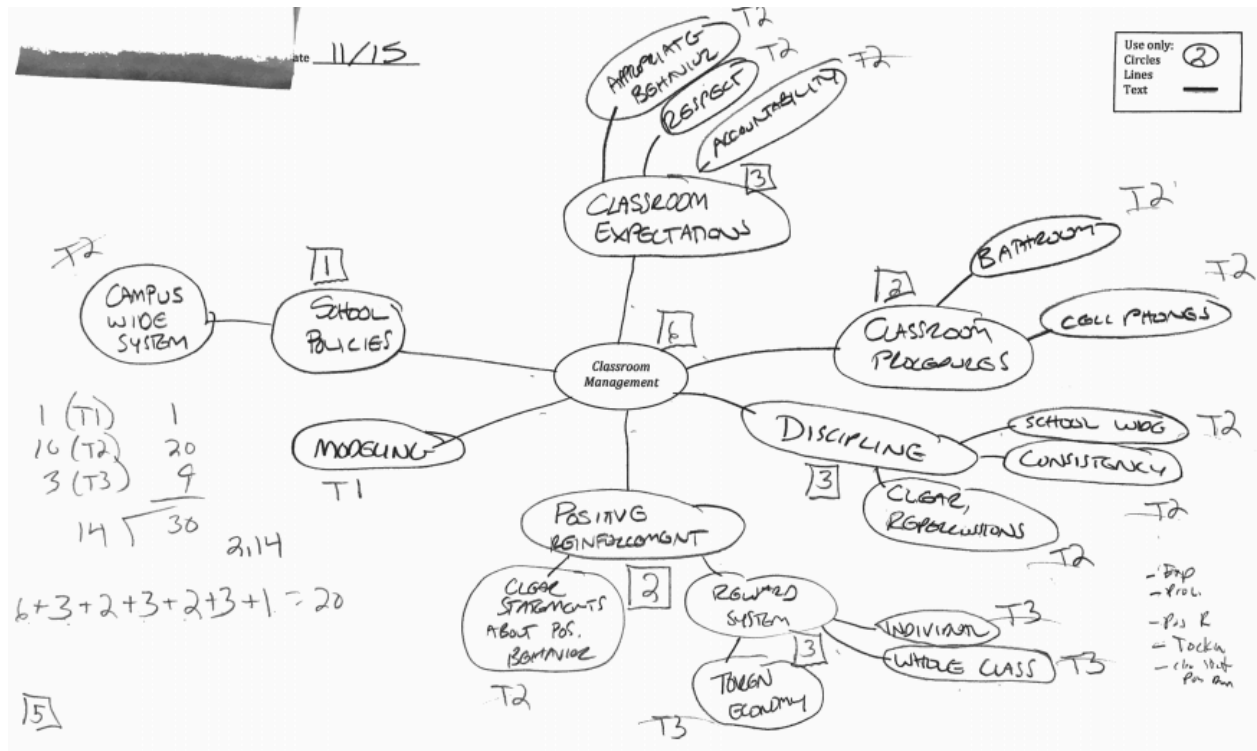 ate 11/15
Use only:
Circles 2
Lines
Text
T2
APPROPRIATE
BEHAVIOR
T2
RESPECT
T2
ACCOUNTABILITY
3
CLASSROOM
EXPECTATIONS
T2
BATHROOM
T2
CELL PHONES
2
CLASSROOM
PROCEDURES
T2
CAMPUS
WIDE
SYSTEM
1
SCHOOL
POLICIES
6
Classroom
Management
MODELING
T1
DISCIPLINE
3
SCHOOL WIDE
T2
CONSISTENCY
T2
CLEAR,
REPERCUSSIONS
T2
POSITIVE
REINFORCEMENT
2
CLEAR
STATEMENTS
ABOUT POS.
BEHAVIOR
T2
REWARD
SYSTEM
3
INDIVIDUAL
T3
WHOLE CLASS
T3
TOKEN
ECONOMY
T3
1 (T1) 1
10 (T2) 20
3 (T3) 9
14 30
2.14
6+3+2+3+2+3+1=20
5
- Exp
- Proc.
- Pos R